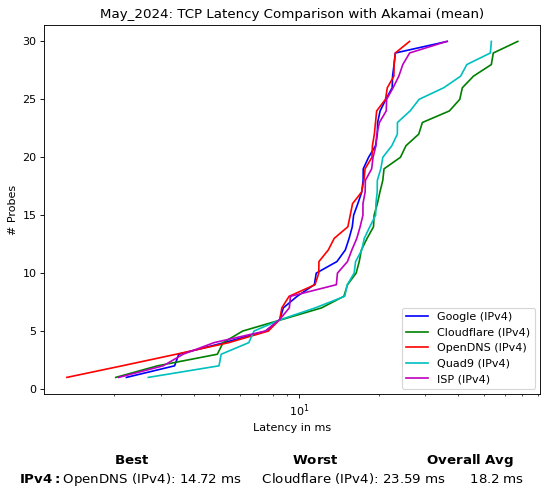 May_2024: TCP Latency Comparison with Akamai (mean)
30
25
20
15
10
5
0
# Probes
Google (IPv4)
Cloudflare (IPv4)
OpenDNS (IPv4)
Quad9 (IPv4)
ISP (IPv4)
10¹
Latency in ms
Best Worst Overall Avg
IPv4: OpenDNS (IPv4): 14.72 ms Cloudflare (IPv4): 23.59 ms 18.2 ms